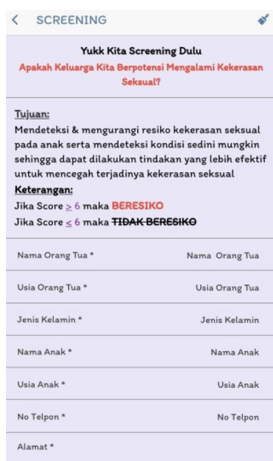 SCREENING
Yukk Kita Screening Dulu
Apakah Keluarga Kita Berpotensi Mengalami Kekerasan
Seksual?
Tujuan:
Mendeteksi & mengurangi resiko kekerasan seksual
pada anak serta mendeteksi kondisi sedini mungkin
sehingga dapat dilakukan tindakan yang lebih efektif
untuk mencegah terjadinya kekerasan seksual
Keterangan:
Jika Score ≥ 6 maka BERESIKO
Jika Score ≤ 6 maka TIDAK BERESIKO
Nama Orang Tua * Nama Orang Tua
Usia Orang Tua * Usia Orang Tua
Jenis Kelamin * Jenis Kelamin
Nama Anak * Nama Anak
Usia Anak * Usia Anak
No Telpon * No Telpon
Alamat *